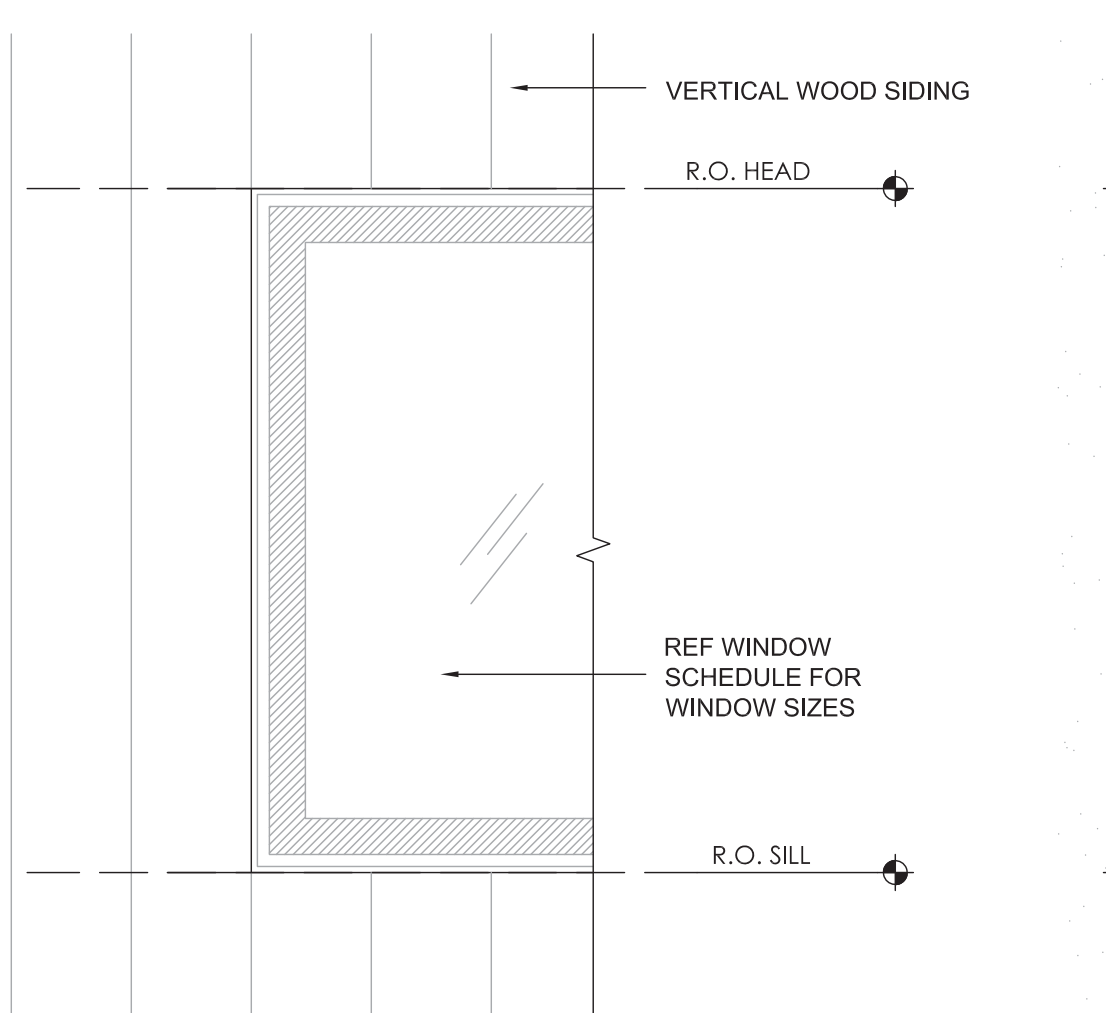 VERTICAL WOOD SIDING
R.O. HEAD
REF WINDOW
SCHEDULE FOR
WINDOW SIZES
R.O. SILL